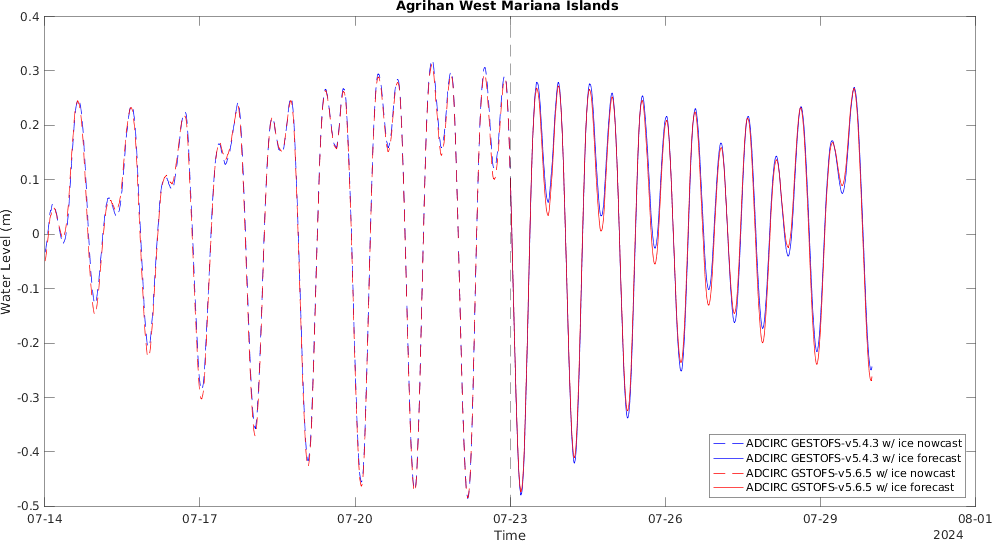 Agrihan West Mariana Islands
0.4
0.3
0.2
0.1
0
-0.1
-0.2
-0.3
-0.4
-0.5
Water Level (m)
07-14
07-17
07-20
07-23
07-26
07-29
08-01
Time
2024
ADCIRC GESTOFS-v5.4.3 w/ ice nowcast
ADCIRC GESTOFS-v5.4.3 w/ ice forecast
ADCIRC GSTOFS-v5.6.5 w/ ice nowcast
ADCIRC GSTOFS-v5.6.5 w/ ice forecast